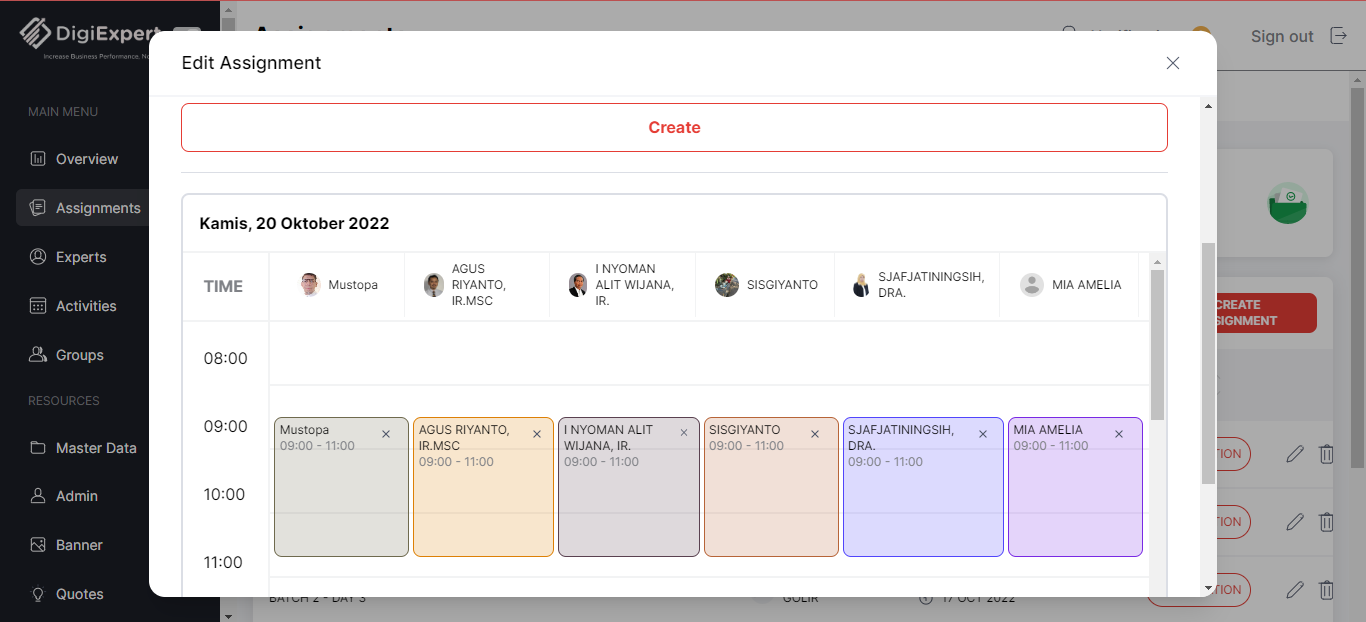 DigiExpert
Increase Business Performance, No
Sign out
Edit Assignment
MAIN MENU
Overview
Assignments
Experts
Activities
Groups
RESOURCES
Master Data
Admin
Banner
Quotes
Create
Kamis, 20 Oktober 2022
TIME
Mustopa
AGUS
RIYANTO,
IR.MSC
I NYOMAN
ALIT WIJANA,
IR.
SISGIYANTO
SJAFJATININGSIH,
DRA.
MIA AMELIA
08:00
09:00
10:00
11:00
Mustopa
09:00 - 11:00
AGUS RIYANTO,
IR.MSC
09:00 - 11:00
I NYOMAN ALIT
WIJANA, IR.
09:00 - 11:00
SISGIYANTO
09:00 - 11:00
SJAFJATININGSIH,
DRA.
09:00 - 11:00
MIA AMELIA
09:00 - 11:00
CREATE
SIGNMENT
TION
TION
TION
BATCH 2 - DAY 3
GOLIR
17 OCT 2022